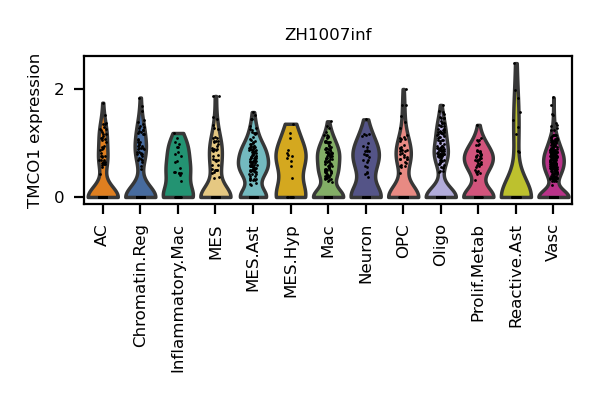 ZH1007inf
TMCO1 expression
2
0
AC
Chromatin.Reg
Inflammatory.Mac
MES
MES.Ast
MES.Hyp
Mac
Neuron
OPC
Oligo
Prolif.Metab
Reactive.Ast
Vasc